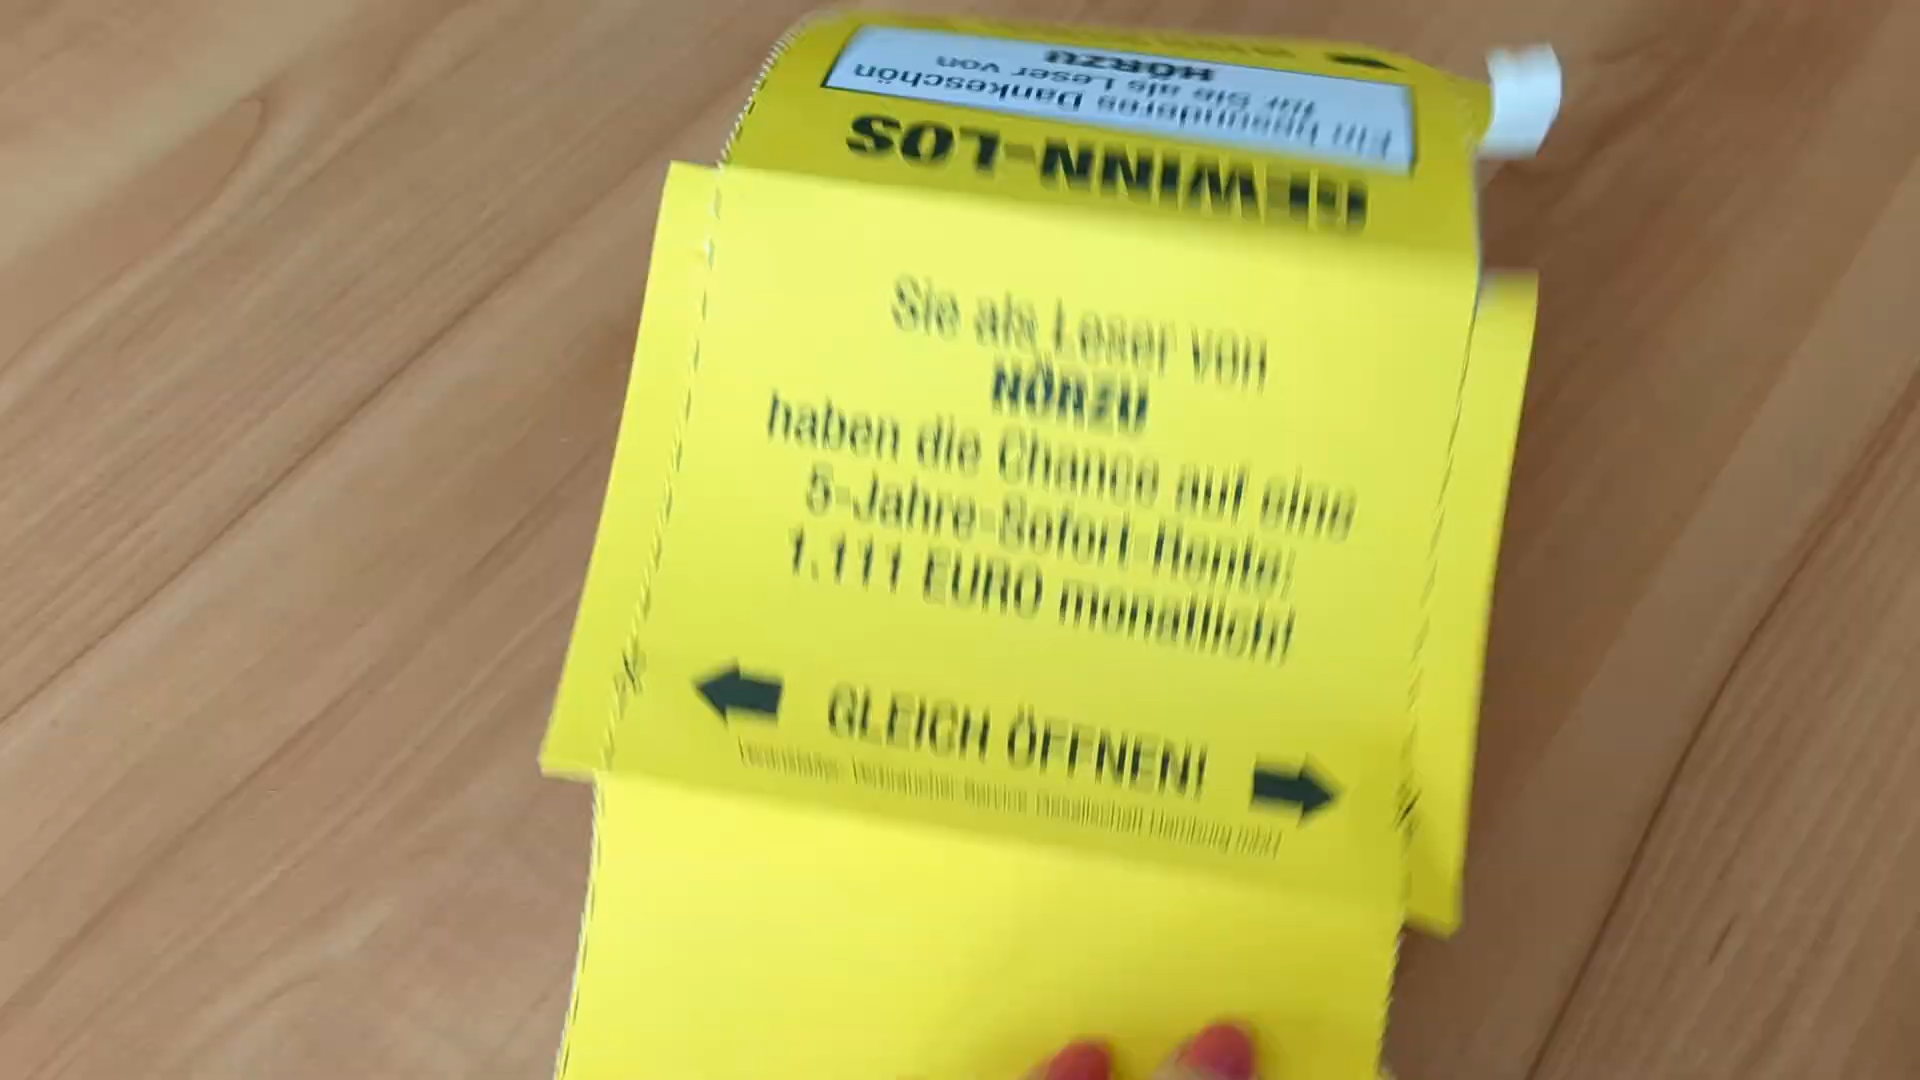 GEWINN-LOS
Ein besonderes Dankeschön
für Sie als Leser von
HÖRZU
Sie als Leser von
HÖRZU
haben die Chance auf eine
5-Jahre-Sofort-Rente:
1.111 EURO monatlich!
GLEICH ÖFFNEN!